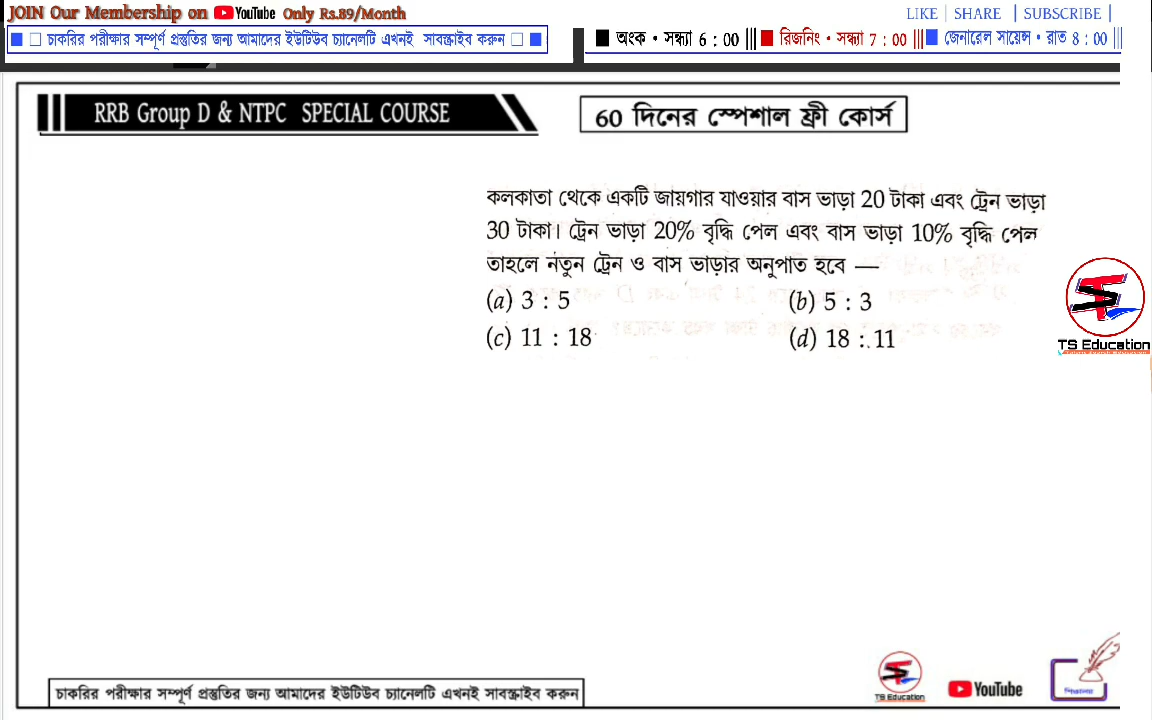 JOIN Our Membership on YouTube Only Rs.89/Month
LIKE | SHARE | SUBSCRIBE |
■ □ চাকরির পরীক্ষার সম্পূর্ণ প্রস্তুতির জন্য আমাদের ইউটিউব চ্যানেলটি এখনই সাবস্ক্রাইব করুন □ ■
■ অংক • সন্ধ্যা 6 : 00 ||| ■ রিজনিং • সন্ধ্যা 7 : 00 ||| ■ জেনারেল সায়েন্স • রাত 8 : 00 |||
RRB Group D & NTPC SPECIAL COURSE
60 দিনের স্পেশাল ফ্রী কোর্স
কলকাতা থেকে একটি জায়গার যাওয়ার বাস ভাড়া 20 টাকা এবং ট্রেন ভাড়া
30 টাকা। ট্রেন ভাড়া 20% বৃদ্ধি পেল এবং বাস ভাড়া 10% বৃদ্ধি পেল
তাহলে নতুন ট্রেন ও বাস ভাড়ার অনুপাত হবে —
(a) 3 : 5 (b) 5 : 3
(c) 11 : 18 (d) 18 : 11
TS Education
চাকরির পরীক্ষার সম্পূর্ণ প্রস্তুতির জন্য আমাদের ইউটিউব চ্যানেলটি এখনই সাবস্ক্রাইব করুন
TS Education
YouTube